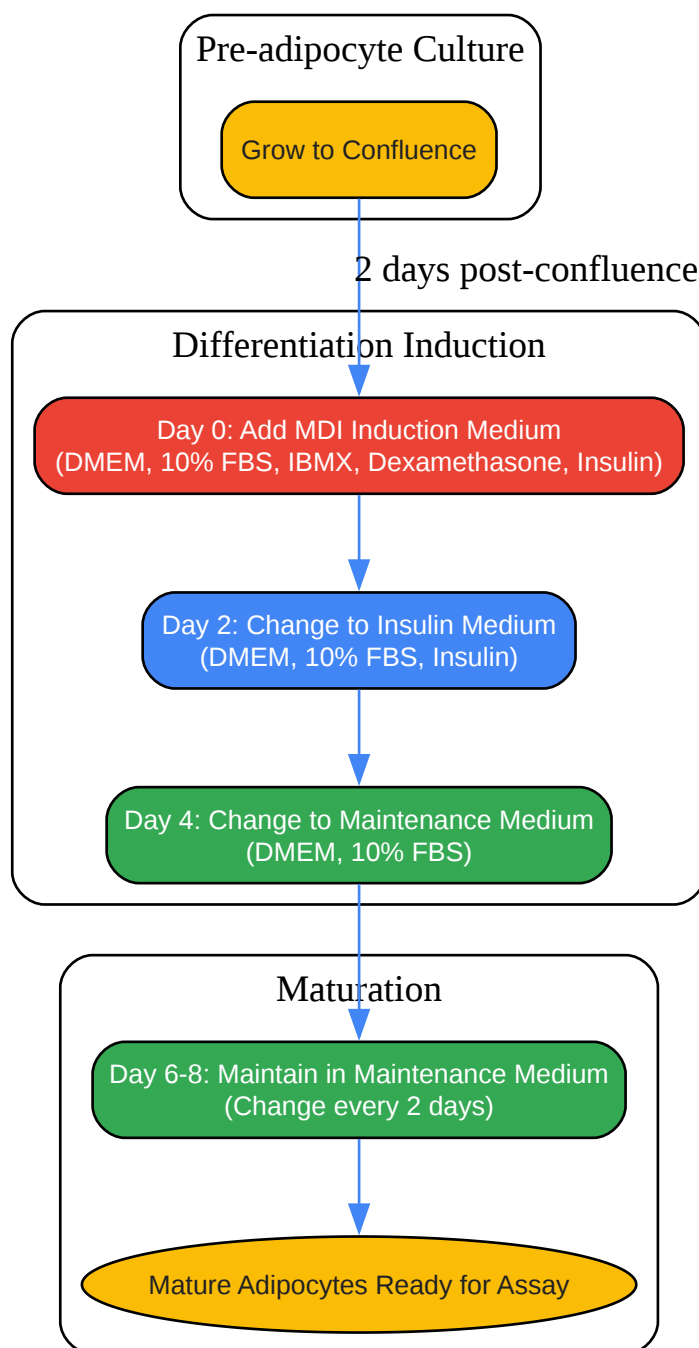 Pre-adipocyte Culture
Grow to Confluence
2 days post-confluence
Differentiation Induction
Day 0: Add MDI Induction Medium
(DMEM, 10% FBS, IBMX, Dexamethasone, Insulin)
Day 2: Change to Insulin Medium
(DMEM, 10% FBS, Insulin)
Day 4: Change to Maintenance Medium
(DMEM, 10% FBS)
Maturation
Day 6-8: Maintain in Maintenance Medium
(Change every 2 days)
Mature Adipocytes Ready for Assay